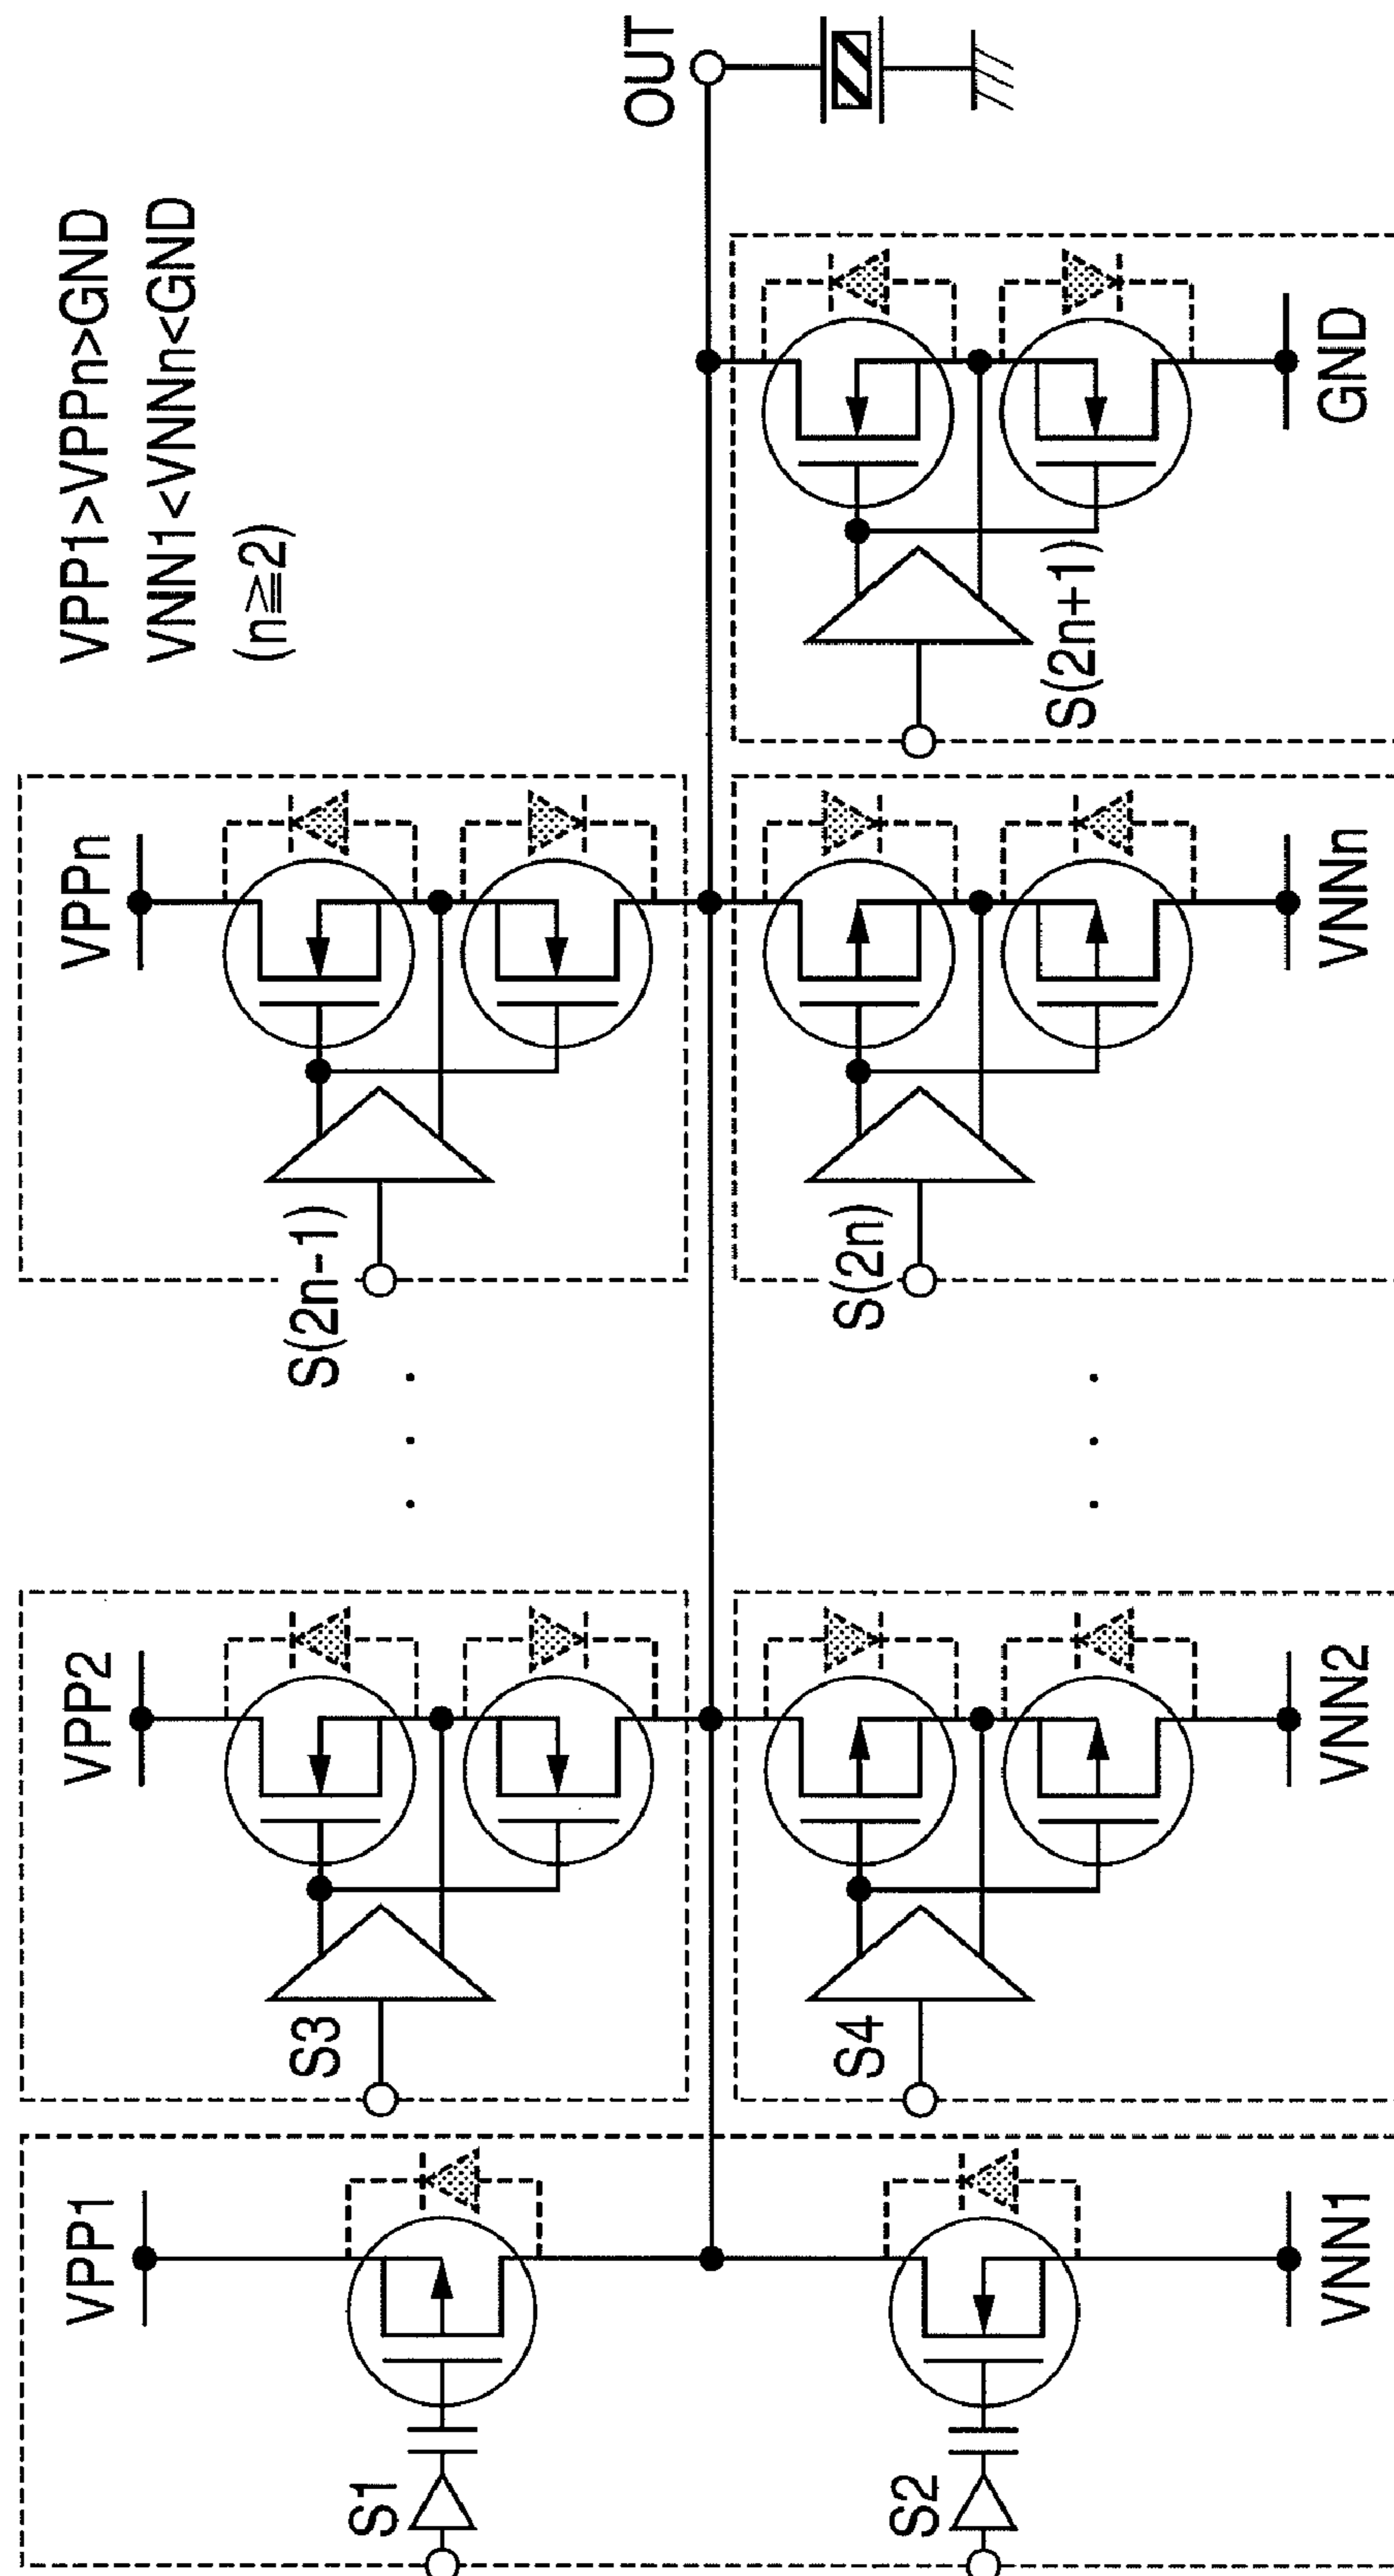 VPP1>VPPn>GND
VNN1<VNNn<GND
(n≧2)
VPP1
VPP2
VPPn
S1
S3
S(2n-1)
· · ·
OUT
S2
S4
S(2n)
S(2n+1)
· · ·
VNN1
VNN2
VNNn
GND